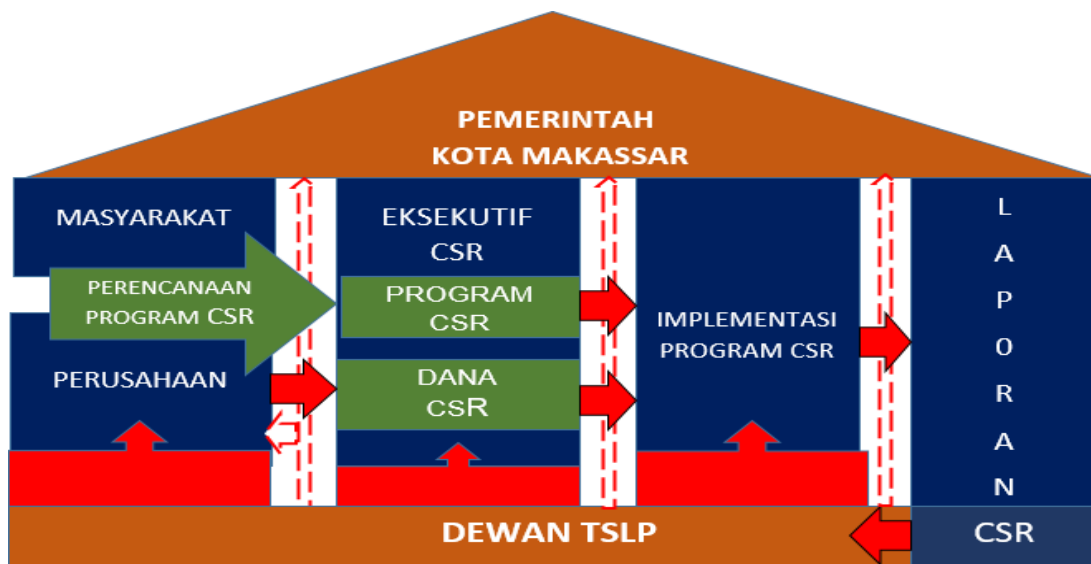 PEMERINTAH
KOTA MAKASSAR
MASYARAKAT
PERENCANAAN
PROGRAM CSR
PERUSAHAAN
EKSEKUTIF
CSR
PROGRAM
CSR
DANA
CSR
IMPLEMENTASI
PROGRAM CSR
L
A
P
O
R
A
N
CSR
DEWAN TSLP